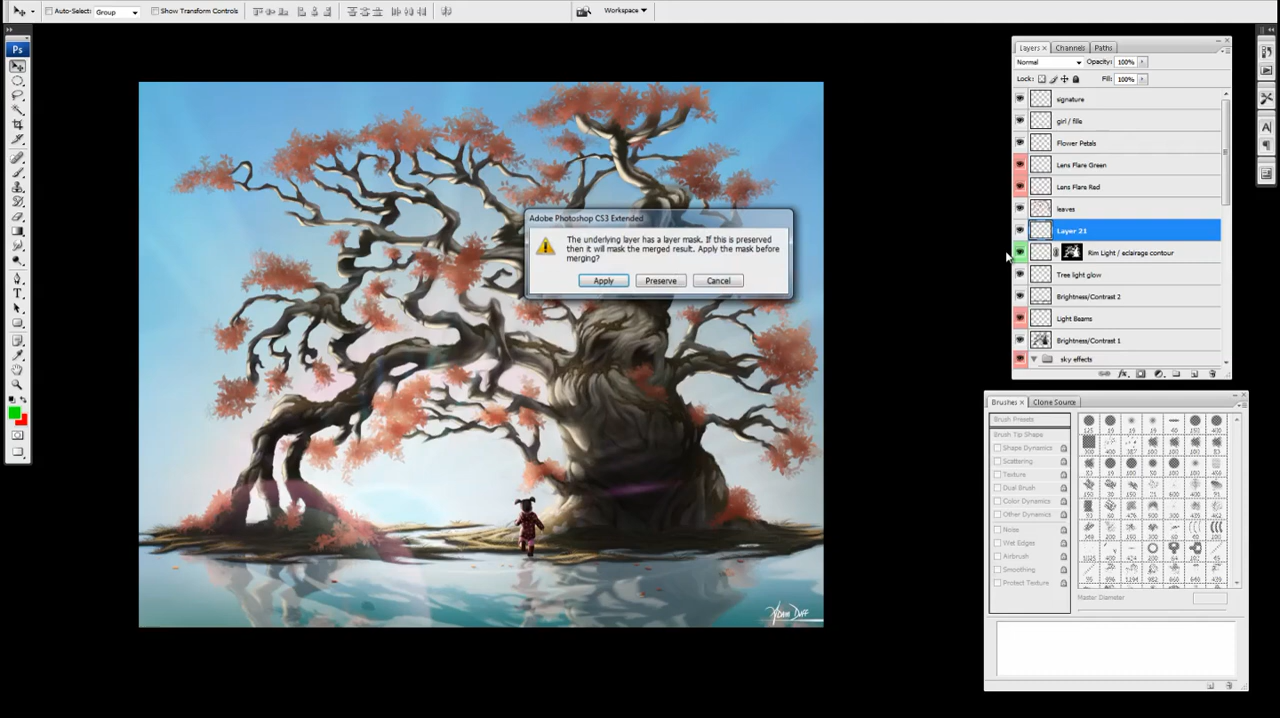 Auto-Select: Group Show Transform Controls Workspace
Ps
Layers Channels Paths
Normal Opacity: 100%
Lock: Fill: 100%
signature
girl / fille
Flower Petals
Lens Flare Green
Lens Flare Red
leaves
Layer 21
Rim Light / eclairage contour
Tree light glow
Brightness/Contrast 2
Light Beams
Brightness/Contrast 1
sky effects
Adobe Photoshop CS3 Extended
The underlying layer has a layer mask. If this is preserved
then it will mask the merged result. Apply the mask before
merging?
Apply Preserve Cancel
Brushes Clone Source
Brush Presets
Brush Tip Shape
Shape Dynamics
Scattering
Texture
Dual Brush
Color Dynamics
Other Dynamics
Noise
Wet Edges
Airbrush
Smoothing
Protect Texture
Master Diameter
Adam Duff